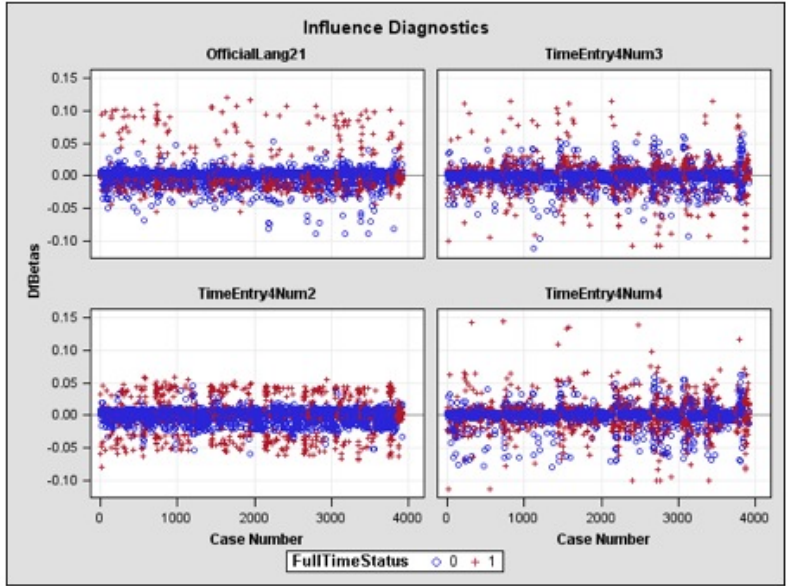 Influence Diagnostics
OfficialLang21
TimeEntry4Num3
0.15
0.10
0.05
0.00
-0.05
-0.10
DfBetas
TimeEntry4Num2
TimeEntry4Num4
0.15
0.10
0.05
0.00
-0.05
-0.10
0 1000 2000 3000 4000
0 1000 2000 3000 4000
Case Number
Case Number
FullTimeStatus 0 1